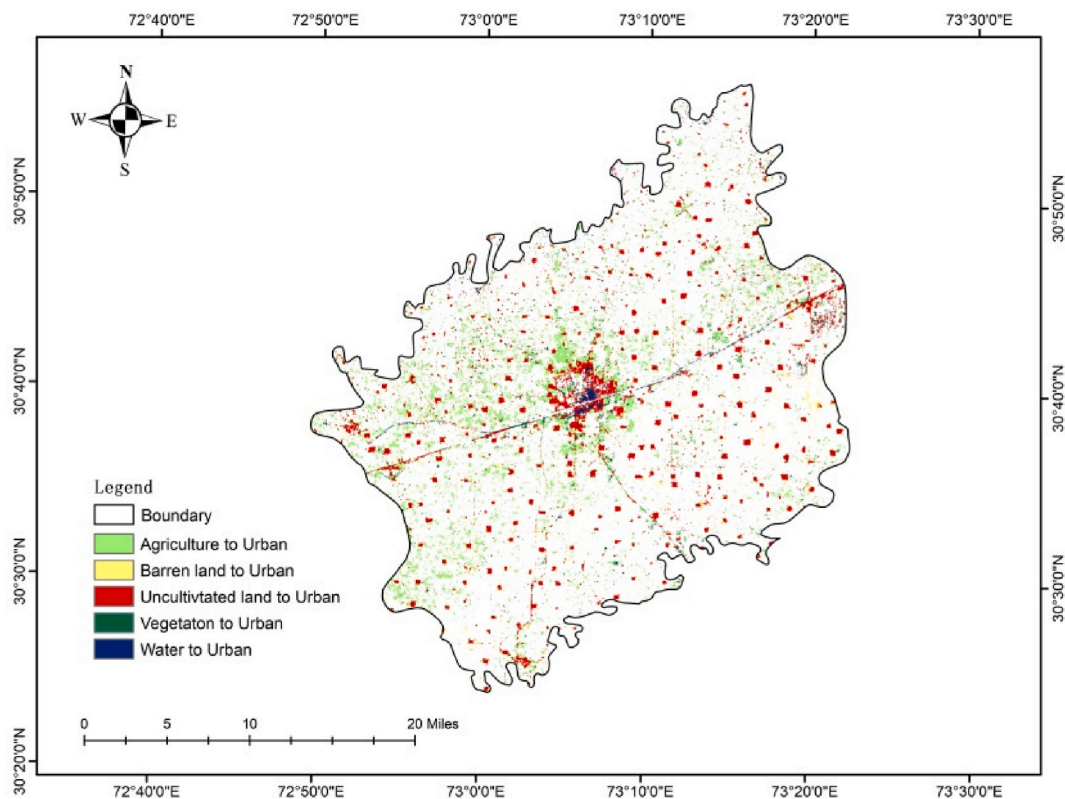 72°40'0"E 72°50'0"E 73°0'0"E 73°10'0"E 73°20'0"E 73°30'0"E
N
W E
S
30°50'0"N 30°50'0"N
30°40'0"N 30°40'0"N
Legend
Boundary
Agriculture to Urban
Barren land to Urban
30°30'0"N 30°30'0"N
Uncultivtated land to Urban
Vegetaton to Urban
Water to Urban
0 5 10 20 Miles
30°20'0"N 30°20'0"N
72°40'0"E 72°50'0"E 73°0'0"E 73°10'0"E 73°20'0"E 73°30'0"E